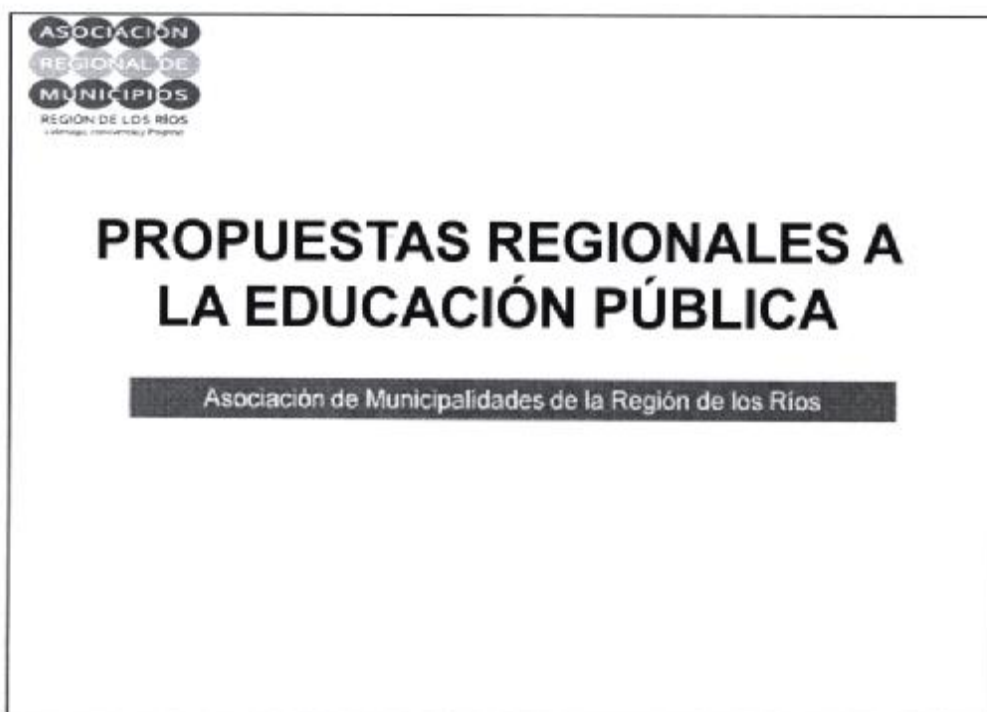 ASOCIACIÓN
REGIONAL DE
MUNICIPIOS
REGIÓN DE LOS RÍOS
PROPUESTAS REGIONALES A
LA EDUCACIÓN PÚBLICA
Asociación de Municipalidades de la Región de los Ríos